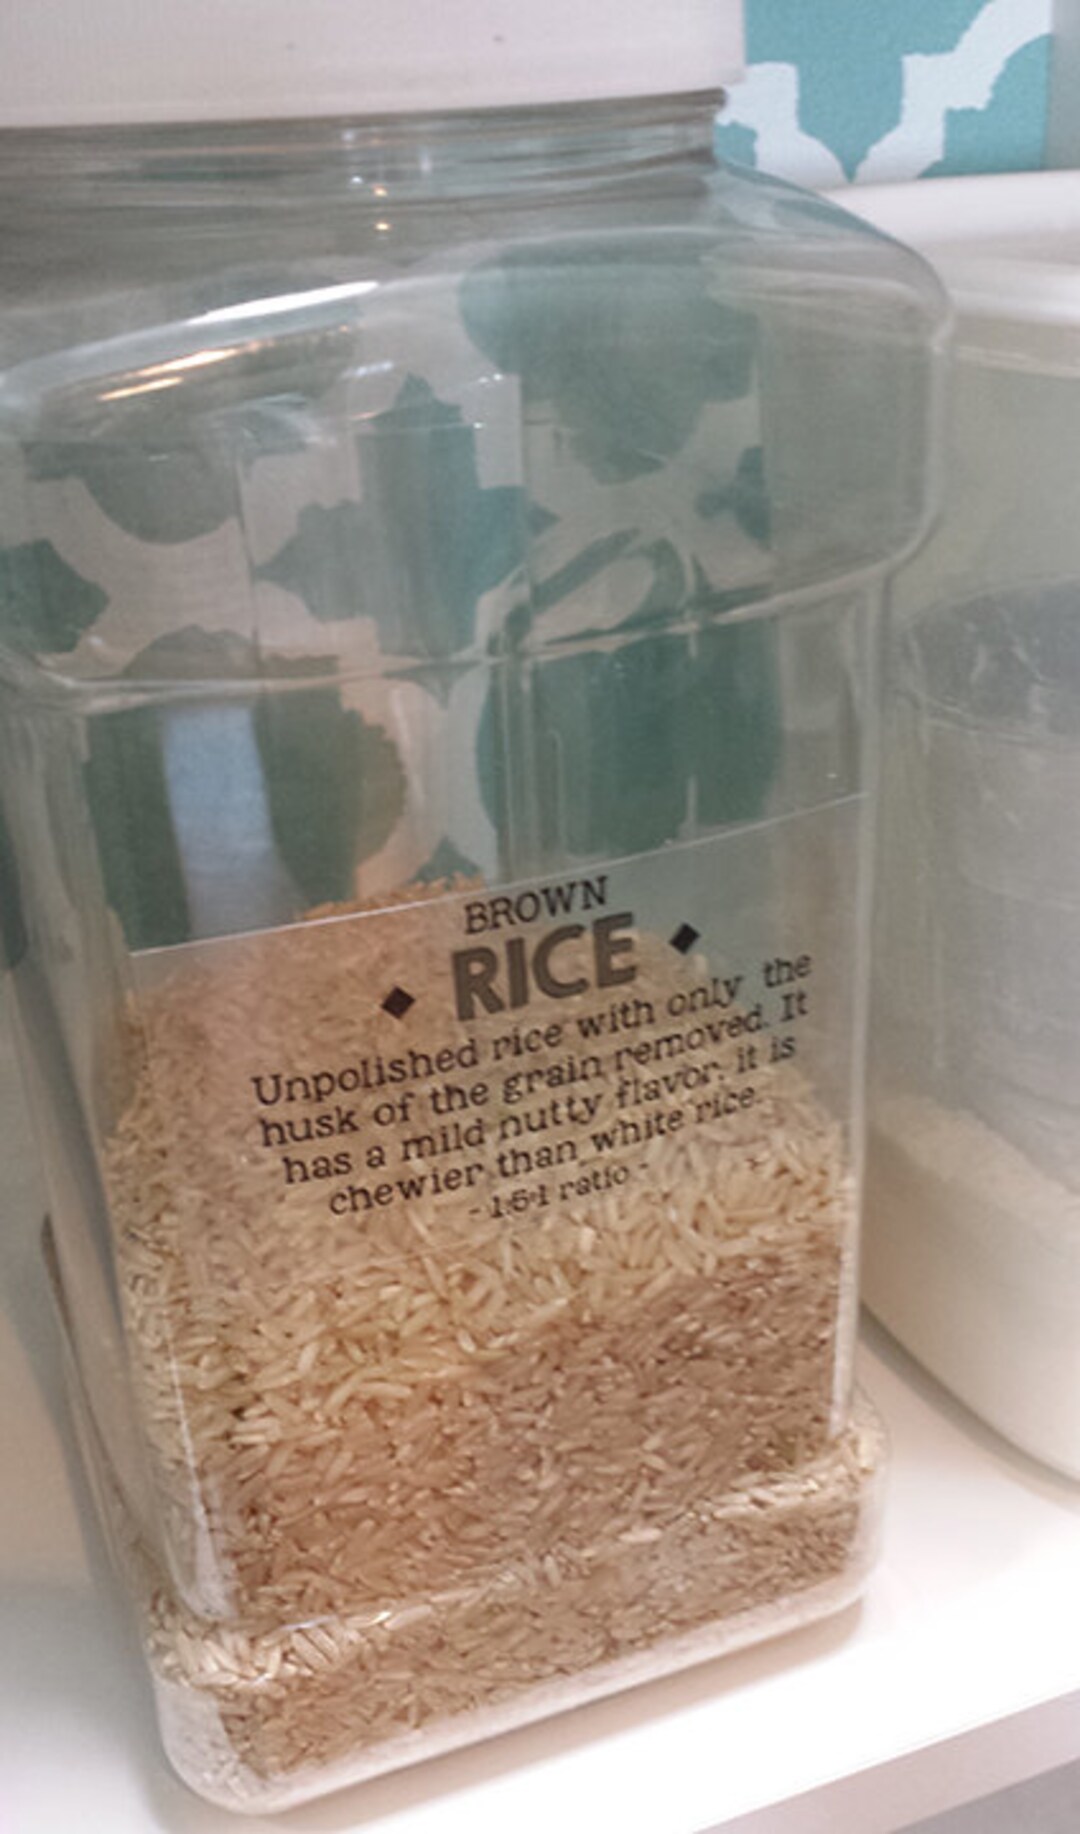 BROWN
RICE
Unpolished rice with only the
husk of the grain removed. It
has a mild nutty flavor. it is
chewier than white rice.
- 1.5:1 ratio -